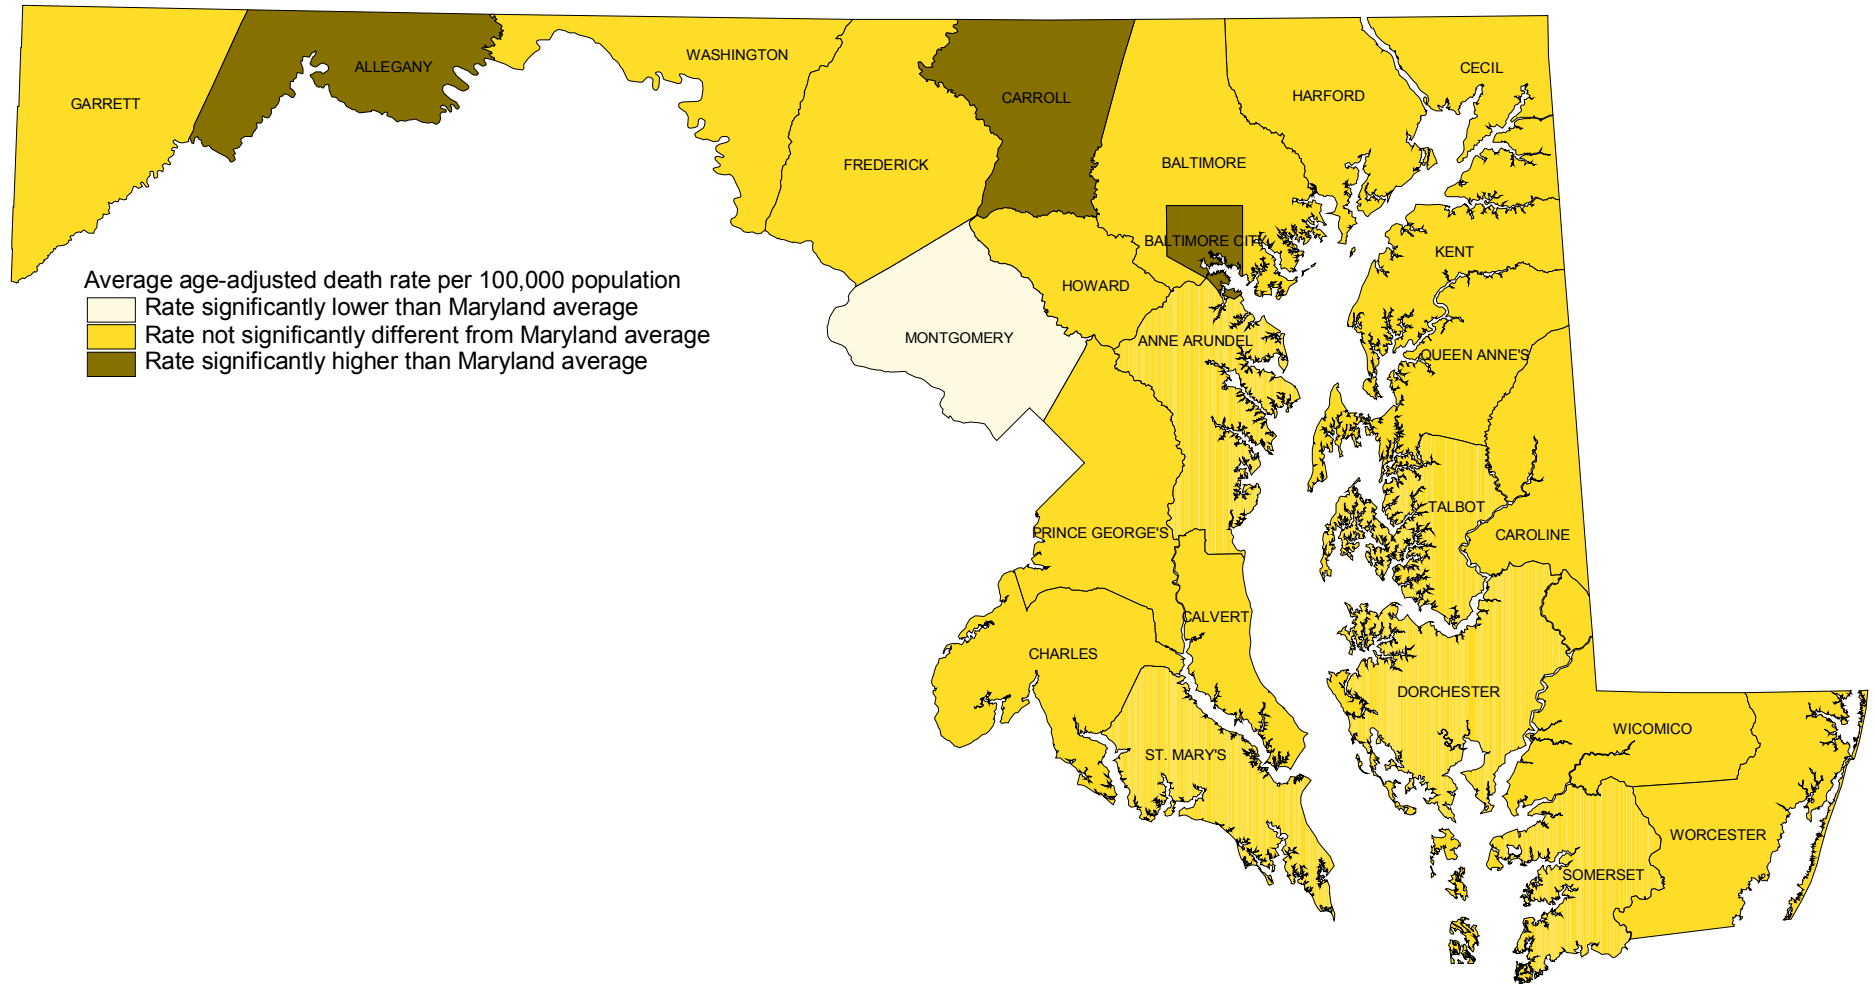 WASHINGTON
ALLEGANY
CECIL
GARRETT
CARROLL
HARFORD
FREDERICK
BALTIMORE
BALTIMORE CITY
KENT
Average age-adjusted death rate per 100,000 population
Rate significantly lower than Maryland average
Rate not significantly different from Maryland average
Rate significantly higher than Maryland average
HOWARD
MONTGOMERY
ANNE ARUNDEL
QUEEN ANNE'S
TALBOT
PRINCE GEORGE'S
CAROLINE
CALVERT
CHARLES
DORCHESTER
WICOMICO
ST. MARY'S
WORCESTER
SOMERSET